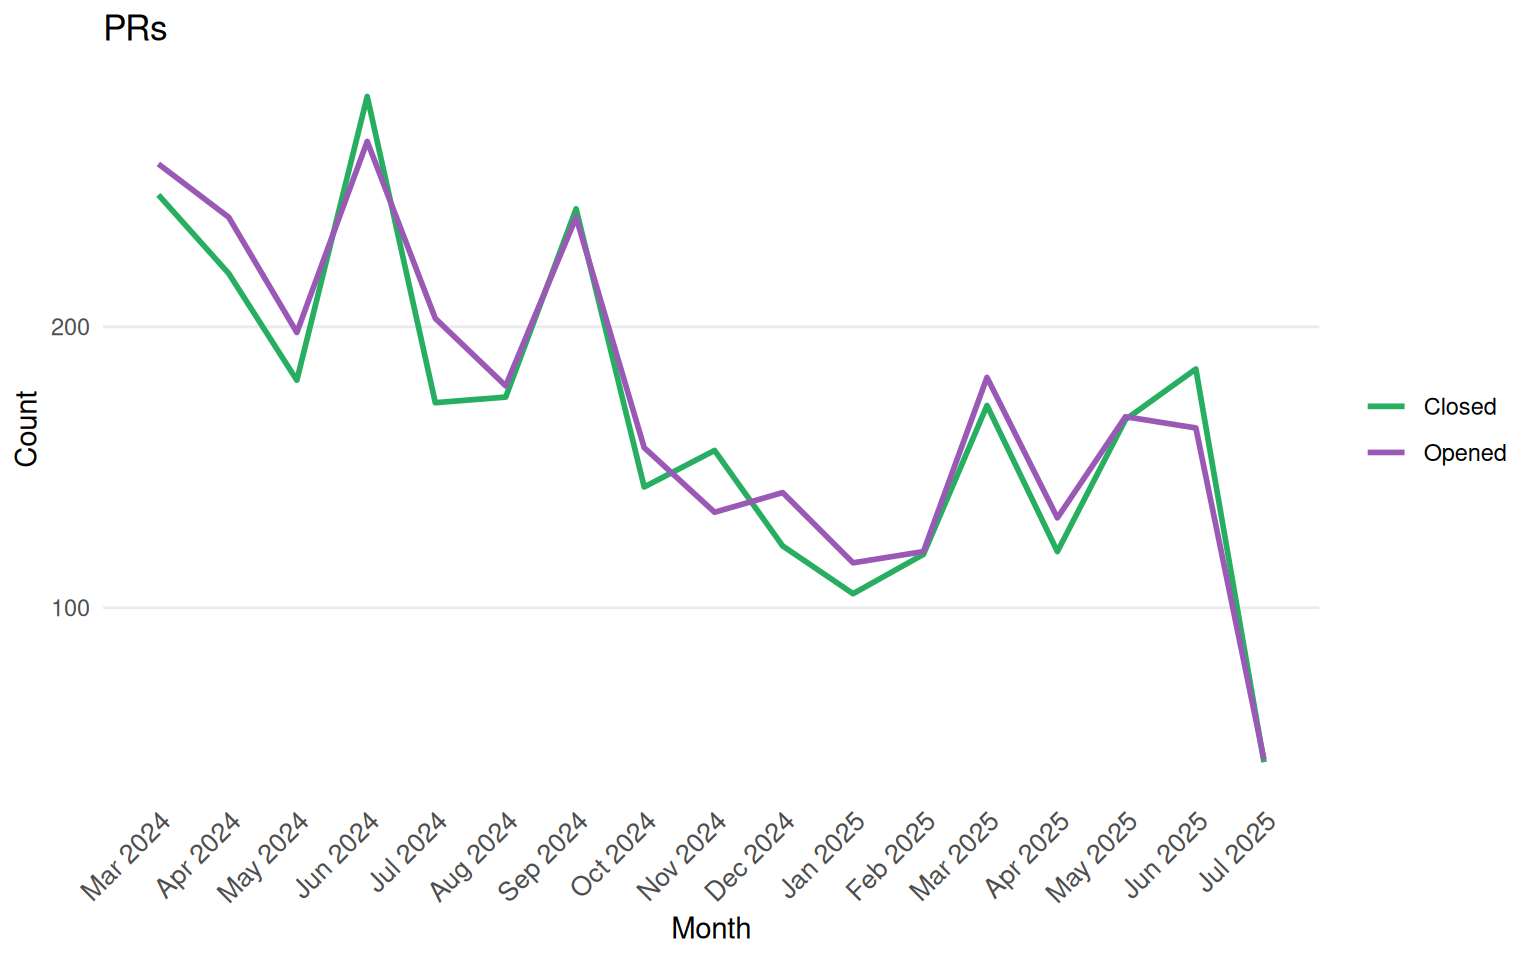 PRs
Count
200
100
Mar 2024
Apr 2024
May 2024
Jun 2024
Jul 2024
Aug 2024
Sep 2024
Oct 2024
Nov 2024
Dec 2024
Jan 2025
Feb 2025
Mar 2025
Apr 2025
May 2025
Jun 2025
Jul 2025
Month
Closed
Opened